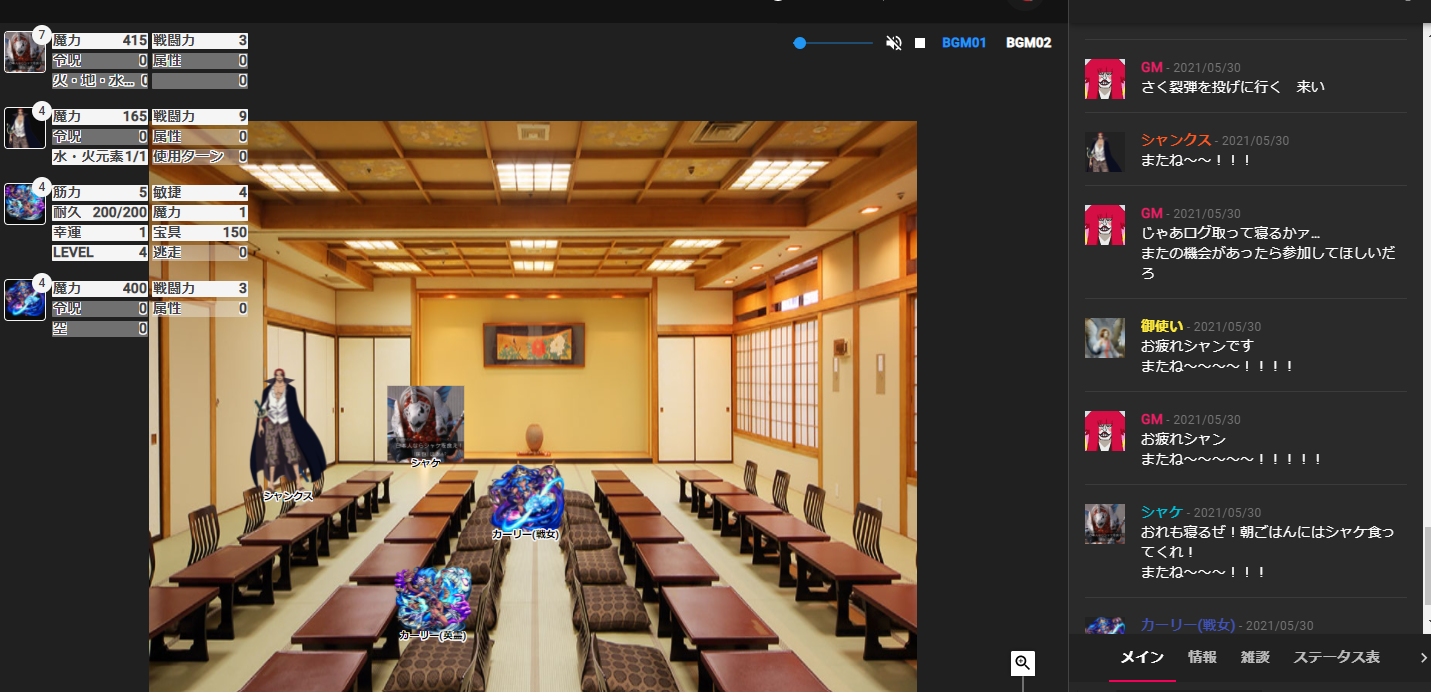 7
魔力 415 戦闘力 3
令呪 0 属性 0
火・地・水... 0 0
4
魔力 165 戦闘力 9
令呪 0 属性 0
水・火元素 1/1 使用ターン 0
4
筋力 5 敏捷 4
耐久 200/200 魔力 1
幸運 1 宝具 150
LEVEL 4 逃走 0
4
魔力 400 戦闘力 3
令呪 0 属性 0
空 0
BGM01 BGM02
シャケ
シャンクス
カーリー(戦女)
GM - 2021/05/30
さく裂弾を投げに行く　来い
シャンクス - 2021/05/30
またね～～！！！
GM - 2021/05/30
じゃあログ取って寝るかァ…
またの機会があったら参加してほしいだ
ろ
御使い - 2021/05/30
お疲れシャンです
またね～～～～！！！！
GM - 2021/05/30
お疲れシャン
またね～～～～～！！！！！
シャケ - 2021/05/30
おれも寝るぜ！朝ごはんにはシャケ食っ
てくれ！
またね～～～！！！
カーリー(戦女) - 2021/05/30
メイン 情報 雑談 ステータス表